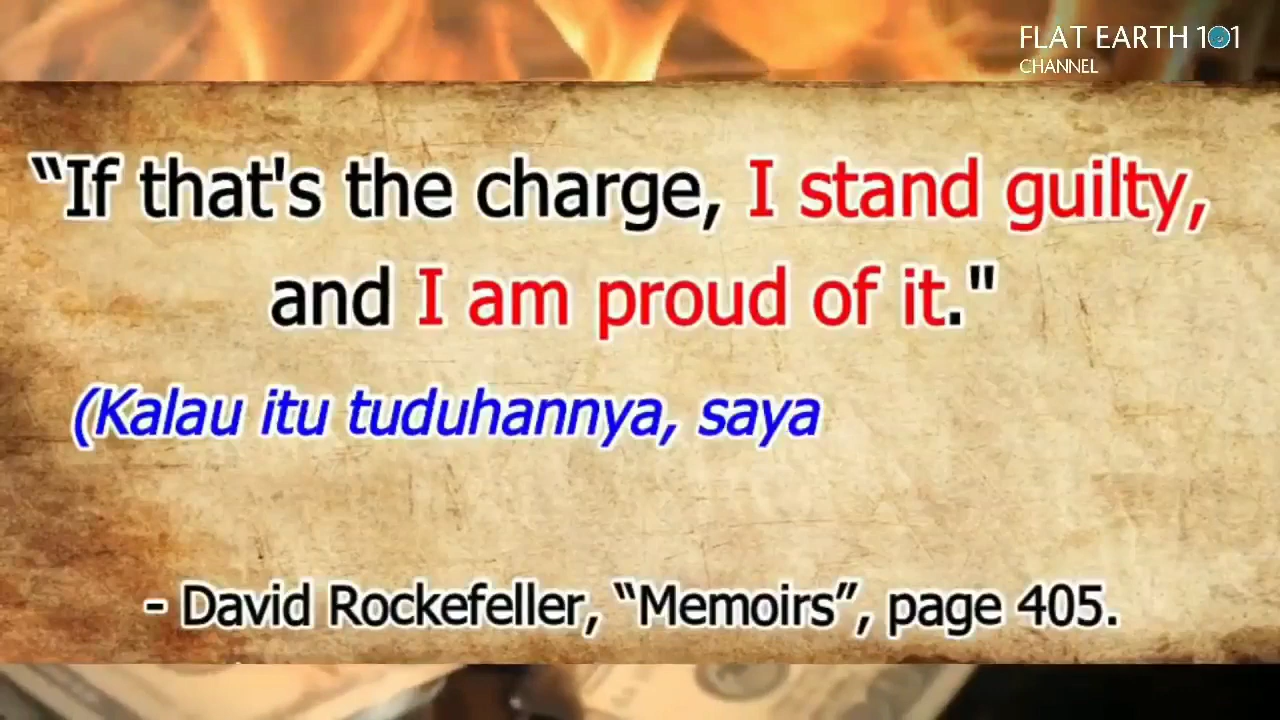 FLAT EARTH 101
CHANNEL
“If that's the charge, I stand guilty,
and I am proud of it."
(Kalau itu tuduhannya, saya
- David Rockefeller, “Memoirs”, page 405.